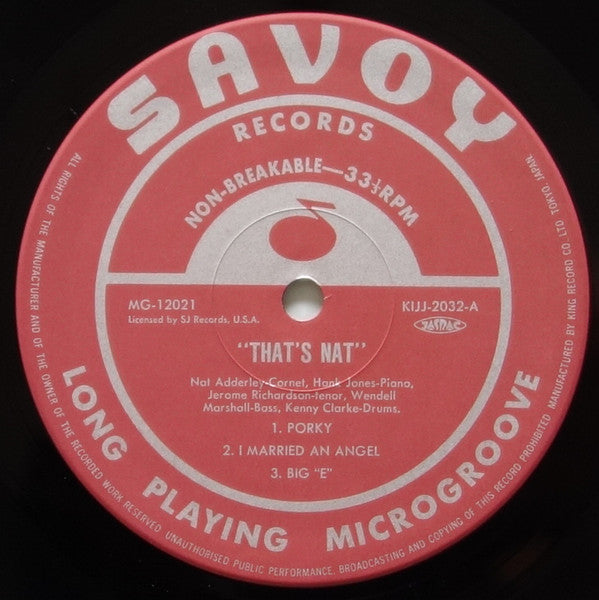 SAVOY
RECORDS
NON-BREAKABLE—33⅓RPM
MG-12021
Licensed by SJ Records, U.S.A.
KIJJ-2032-A
JASRAC
"THAT'S NAT"
Nat Adderley-Cornet, Hank Jones-Piano,
Jerome Richardson-tenor, Wendell
Marshall-Bass, Kenny Clarke-Drums.
1. PORKY
2. I MARRIED AN ANGEL
3. BIG "E"
LONG PLAYING MICROGROOVE
ALL RIGHTS OF THE MANUFACTURER AND OF THE OWNER OF THE RECORDED WORK RESERVED. UNAUTHORISED PUBLIC PERFORMANCE, BROADCASTING AND COPYING OF THIS RECORD PROHIBITED MANUFACTURED BY KING RECORD CO. LTD TOKYO JAPAN.